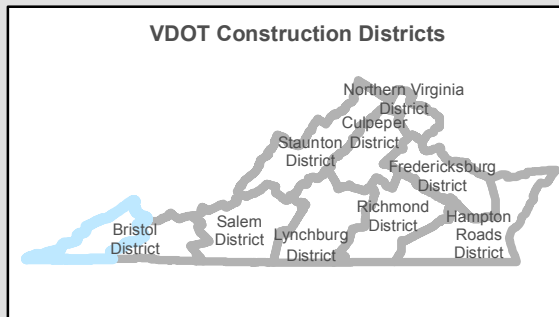 VDOT Construction Districts
Northern Virginia
District
Culpeper
District
Staunton
District
Fredericksburg
District
Richmond
District
Hampton
Roads
District
Salem
District
Lynchburg
District
Bristol
District